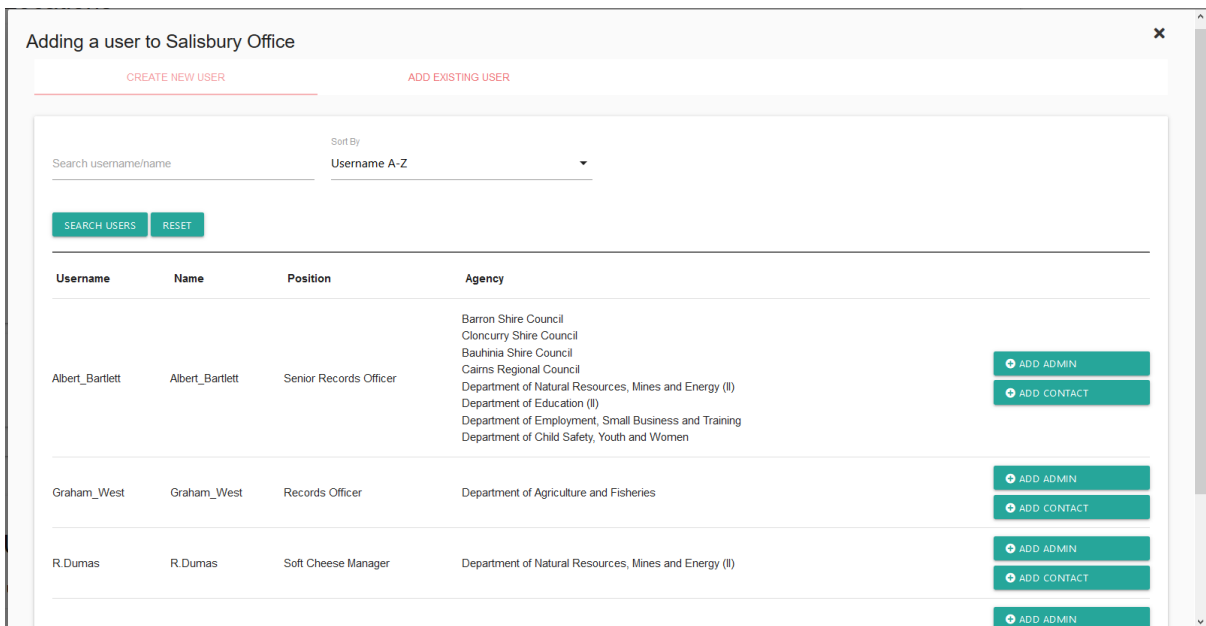 Adding a user to Salisbury Office
CREATE NEW USER ADD EXISTING USER
Sort By
Search username/name Username A-Z
SEARCH USERS RESET
Username Name Position Agency
Barron Shire Council
Cloncurry Shire Council
Bauhinia Shire Council
Cairns Regional Council
Albert_Bartlett Albert_Bartlett Senior Records Officer
Department of Natural Resources, Mines and Energy (II)
Department of Education (II)
Department of Employment, Small Business and Training
Department of Child Safety, Youth and Women
ADD ADMIN
ADD CONTACT
Graham_West Graham_West Records Officer Department of Agriculture and Fisheries
ADD ADMIN
ADD CONTACT
R.Dumas R.Dumas Soft Cheese Manager Department of Natural Resources, Mines and Energy (II)
ADD ADMIN
ADD CONTACT
ADD ADMIN